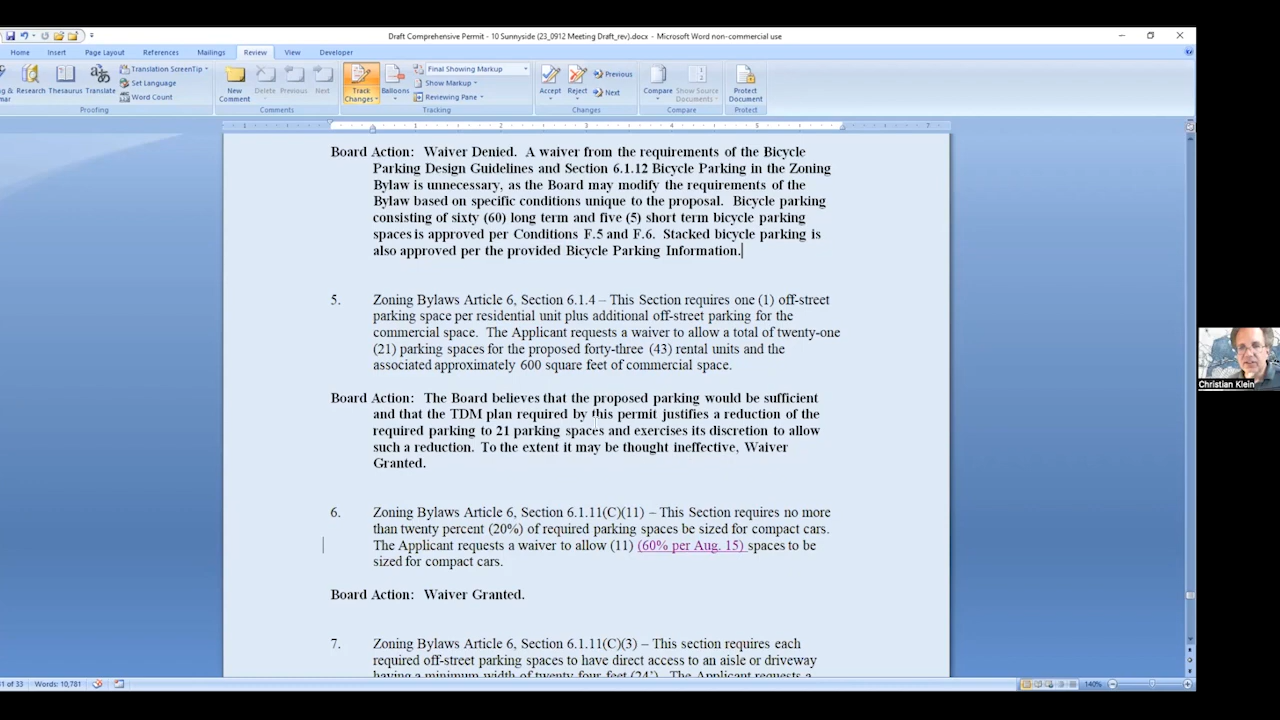 Draft Comprehensive Permit - 10 Sunnyside (23_0912 Meeting Draft_rev).docx - Microsoft Word non-commercial use
Home Insert Page Layout References Mailings Review View Developer
Research Thesaurus Translate
Translation ScreenTip
Set Language
Word Count
Proofing
New Comment Delete Previous Next
Comments
Track Changes Balloons
Final Showing Markup
Show Markup
Reviewing Pane
Tracking
Accept Reject Previous
Next
Changes
Compare Show Source Documents
Compare
Protect Document
Protect
Board Action: Waiver Denied. A waiver from the requirements of the Bicycle
Parking Design Guidelines and Section 6.1.12 Bicycle Parking in the Zoning
Bylaw is unnecessary, as the Board may modify the requirements of the
Bylaw based on specific conditions unique to the proposal. Bicycle parking
consisting of sixty (60) long term and five (5) short term bicycle parking
spaces is approved per Conditions F.5 and F.6. Stacked bicycle parking is
also approved per the provided Bicycle Parking Information.
5. Zoning Bylaws Article 6, Section 6.1.4 – This Section requires one (1) off-street
parking space per residential unit plus additional off-street parking for the
commercial space. The Applicant requests a waiver to allow a total of twenty-one
(21) parking spaces for the proposed forty-three (43) rental units and the
associated approximately 600 square feet of commercial space.
Board Action: The Board believes that the proposed parking would be sufficient
and that the TDM plan required by this permit justifies a reduction of the
required parking to 21 parking spaces and exercises its discretion to allow
such a reduction. To the extent it may be thought ineffective, Waiver
Granted.
6. Zoning Bylaws Article 6, Section 6.1.11(C)(11) – This Section requires no more
than twenty percent (20%) of required parking spaces be sized for compact cars.
The Applicant requests a waiver to allow (11) (60% per Aug. 15) spaces to be
sized for compact cars.
Board Action: Waiver Granted.
7. Zoning Bylaws Article 6, Section 6.1.11(C)(3) – This section requires each
required off-street parking spaces to have direct access to an aisle or driveway
having a minimum width of twenty four feet (24'). The Applicant requests a
Christian Klein
of 33 Words: 10,781
140%